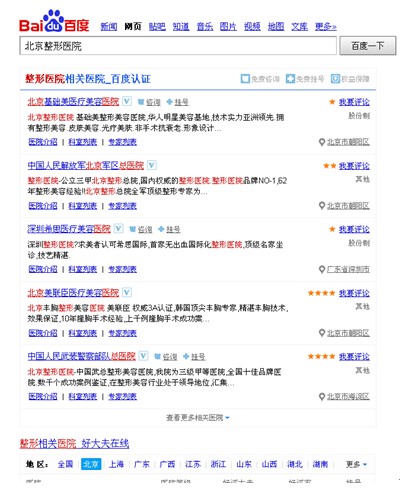 Bai du 百度 新闻 网页 贴吧 知道 音乐 图片 视频 地图 文库 更多»
北京整形医院 百度一下
整形医院相关医院_百度认证 免费咨询 免费挂号 权益保障
北京基础美医疗美容医院 V 咨询 挂号 我要评论
北京整形医院 基础美整形美容医院,华人明星美容基地,技术实力亚洲领先.拥 股份制
有整形美容.皮肤美容.光疗美肤.非手术抗衰老.形象设计...
医院介绍 | 科室列表 | 专家列表 北京市朝阳区
中国人民解放军北京军区总医院 V 我要评论
整形医院-公立三甲北京整形总院,国内权威的整形医院.整形医院品牌NO-1,62 其他
年整形美容经验!!北京整形总院全军顶级整形专家为...
医院介绍 | 科室列表 | 专家列表 北京市东城区
深圳希思医疗美容医院 V 咨询 挂号 我要评论
深圳整形医院?求美者认可希思国际,首家无出血国际化整形医院,顶级名家坐 股份制
诊,技艺精湛.
医院介绍 | 科室列表 | 专家列表 广东省深圳市
北京美联臣医疗美容医院 V 我要评论
北京丰胸整形美容医院 美联臣 权威3A认证,韩国顶尖丰胸专家,精湛丰胸技术, 其他
效果保证,10年隆胸手术经验,上千例隆胸手术成功案...
医院介绍 | 科室列表 | 专家列表 北京市朝阳区
中国人民武装警察部队总医院 V 咨询 挂号 我要评论
北京整形医院-中国武总整形美容医院,我院为三级甲等医院,全国十佳品牌医 其他
院.数千个成功案例鉴证,在整形美容行业处于领导地位,汇集...
医院介绍 | 科室列表 | 专家列表 北京市海淀区
查看更多相关医院
整形相关医院_好大夫在线
地区: 全国 北京 上海 广东 广西 江苏 浙江 山东 山西 湖北 湖南 更多